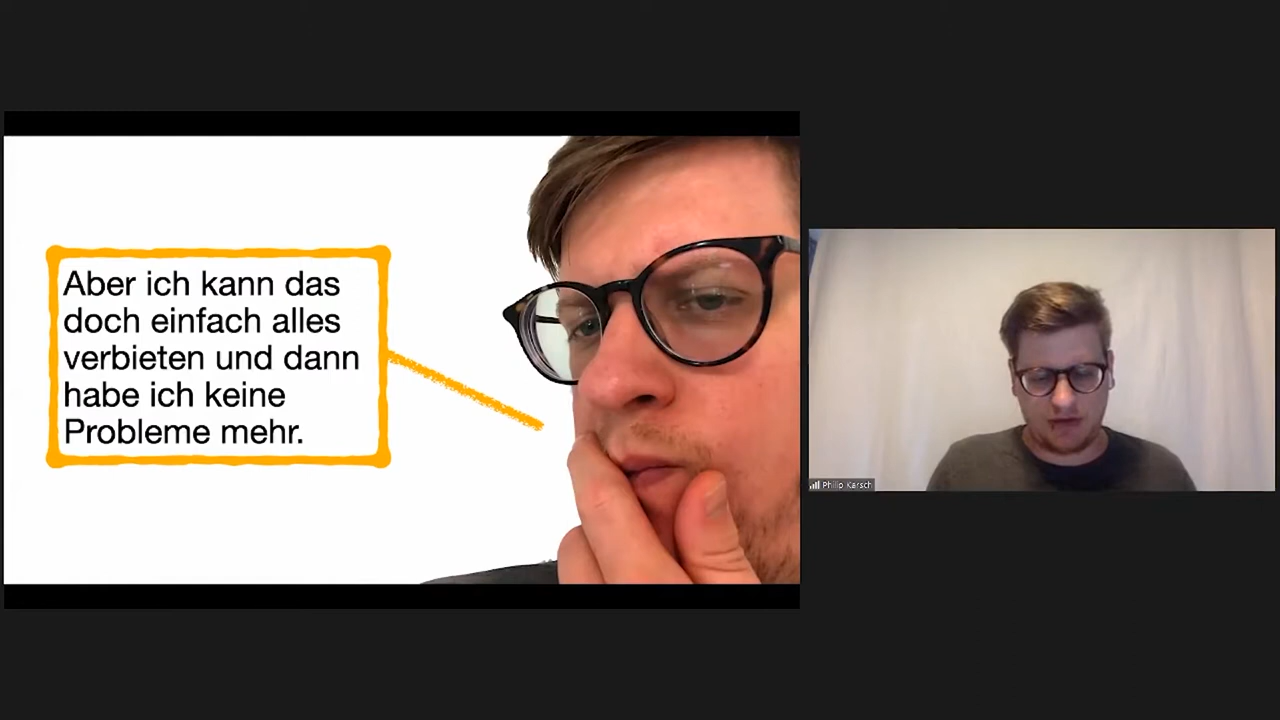 Aber ich kann das
doch einfach alles
verbieten und dann
habe ich keine
Probleme mehr.
Philip Karsch